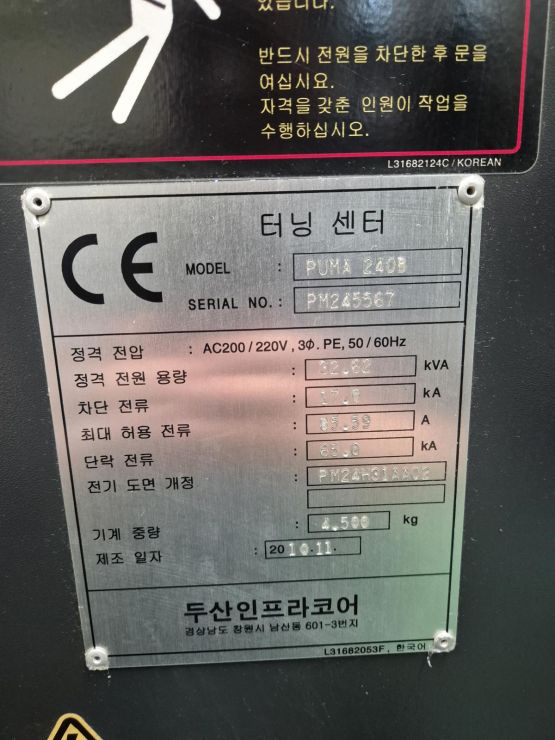 있습니다.
반드시 전원을 차단한 후 문을
여십시요.
자격을 갖춘 인원이 작업을
수행하십시오.
L31682124C / KOREAN
터닝 센터
CE
MODEL : PUMA 240B
SERIAL NO. : PM245567
정격 전압 : AC200 / 220V , 3Φ. PE, 50 / 60Hz
정격 전원 용량 : 32.62 kVA
차단 전류 : kA
최대 허용 전류 : A
단락 전류 : kA
전기 도면 개정 :
기계 중량 : 4,500 kg
제조 일자 : 2010.11.
두산인프라코어
경상남도 창원시 남산동 601-3번지
L31682053F , 한국어